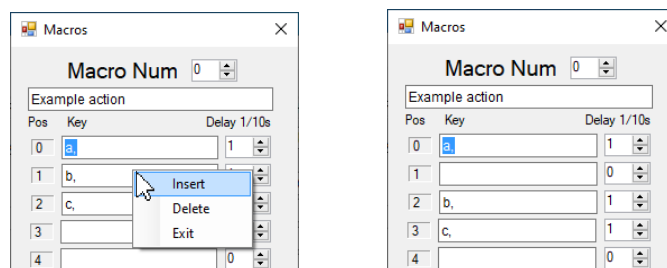 Macros
Macro Num 0
Example action
Pos Key Delay 1/10s
0 a, 1
1 b,
2 c,
3
4 0
Insert
Delete
Exit
Macros
Macro Num 0
Example action
Pos Key Delay 1/10s
0 a, 1
1 0
2 b, 1
3 c, 1
4 0